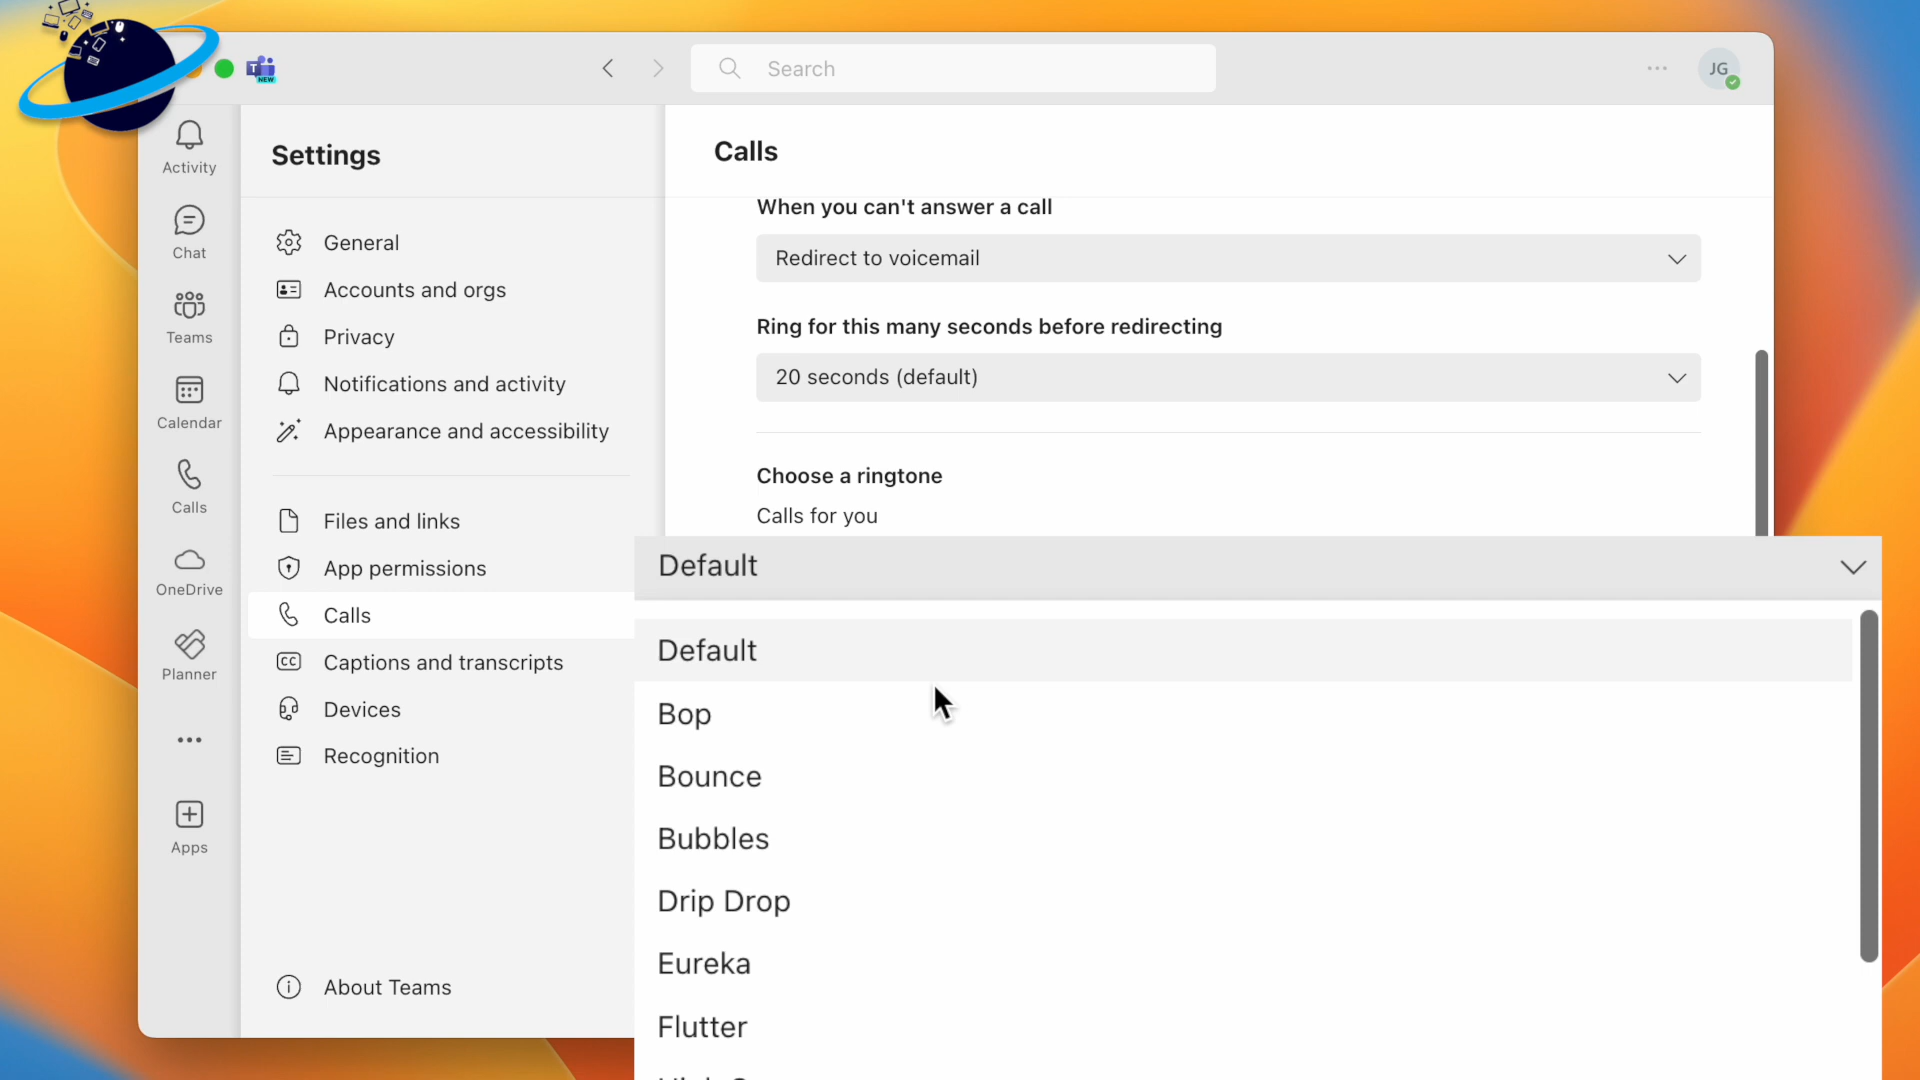 T
NEW
Search
JG
Activity
Chat
Teams
Calendar
Calls
OneDrive
Planner
Apps
Settings
General
Accounts and orgs
Privacy
Notifications and activity
Appearance and accessibility
Files and links
App permissions
Calls
CC
Captions and transcripts
Devices
Recognition
About Teams
Calls
When you can't answer a call
Redirect to voicemail
Ring for this many seconds before redirecting
20 seconds (default)
Choose a ringtone
Calls for you
Default
Default
Bop
Bounce
Bubbles
Drip Drop
Eureka
Flutter